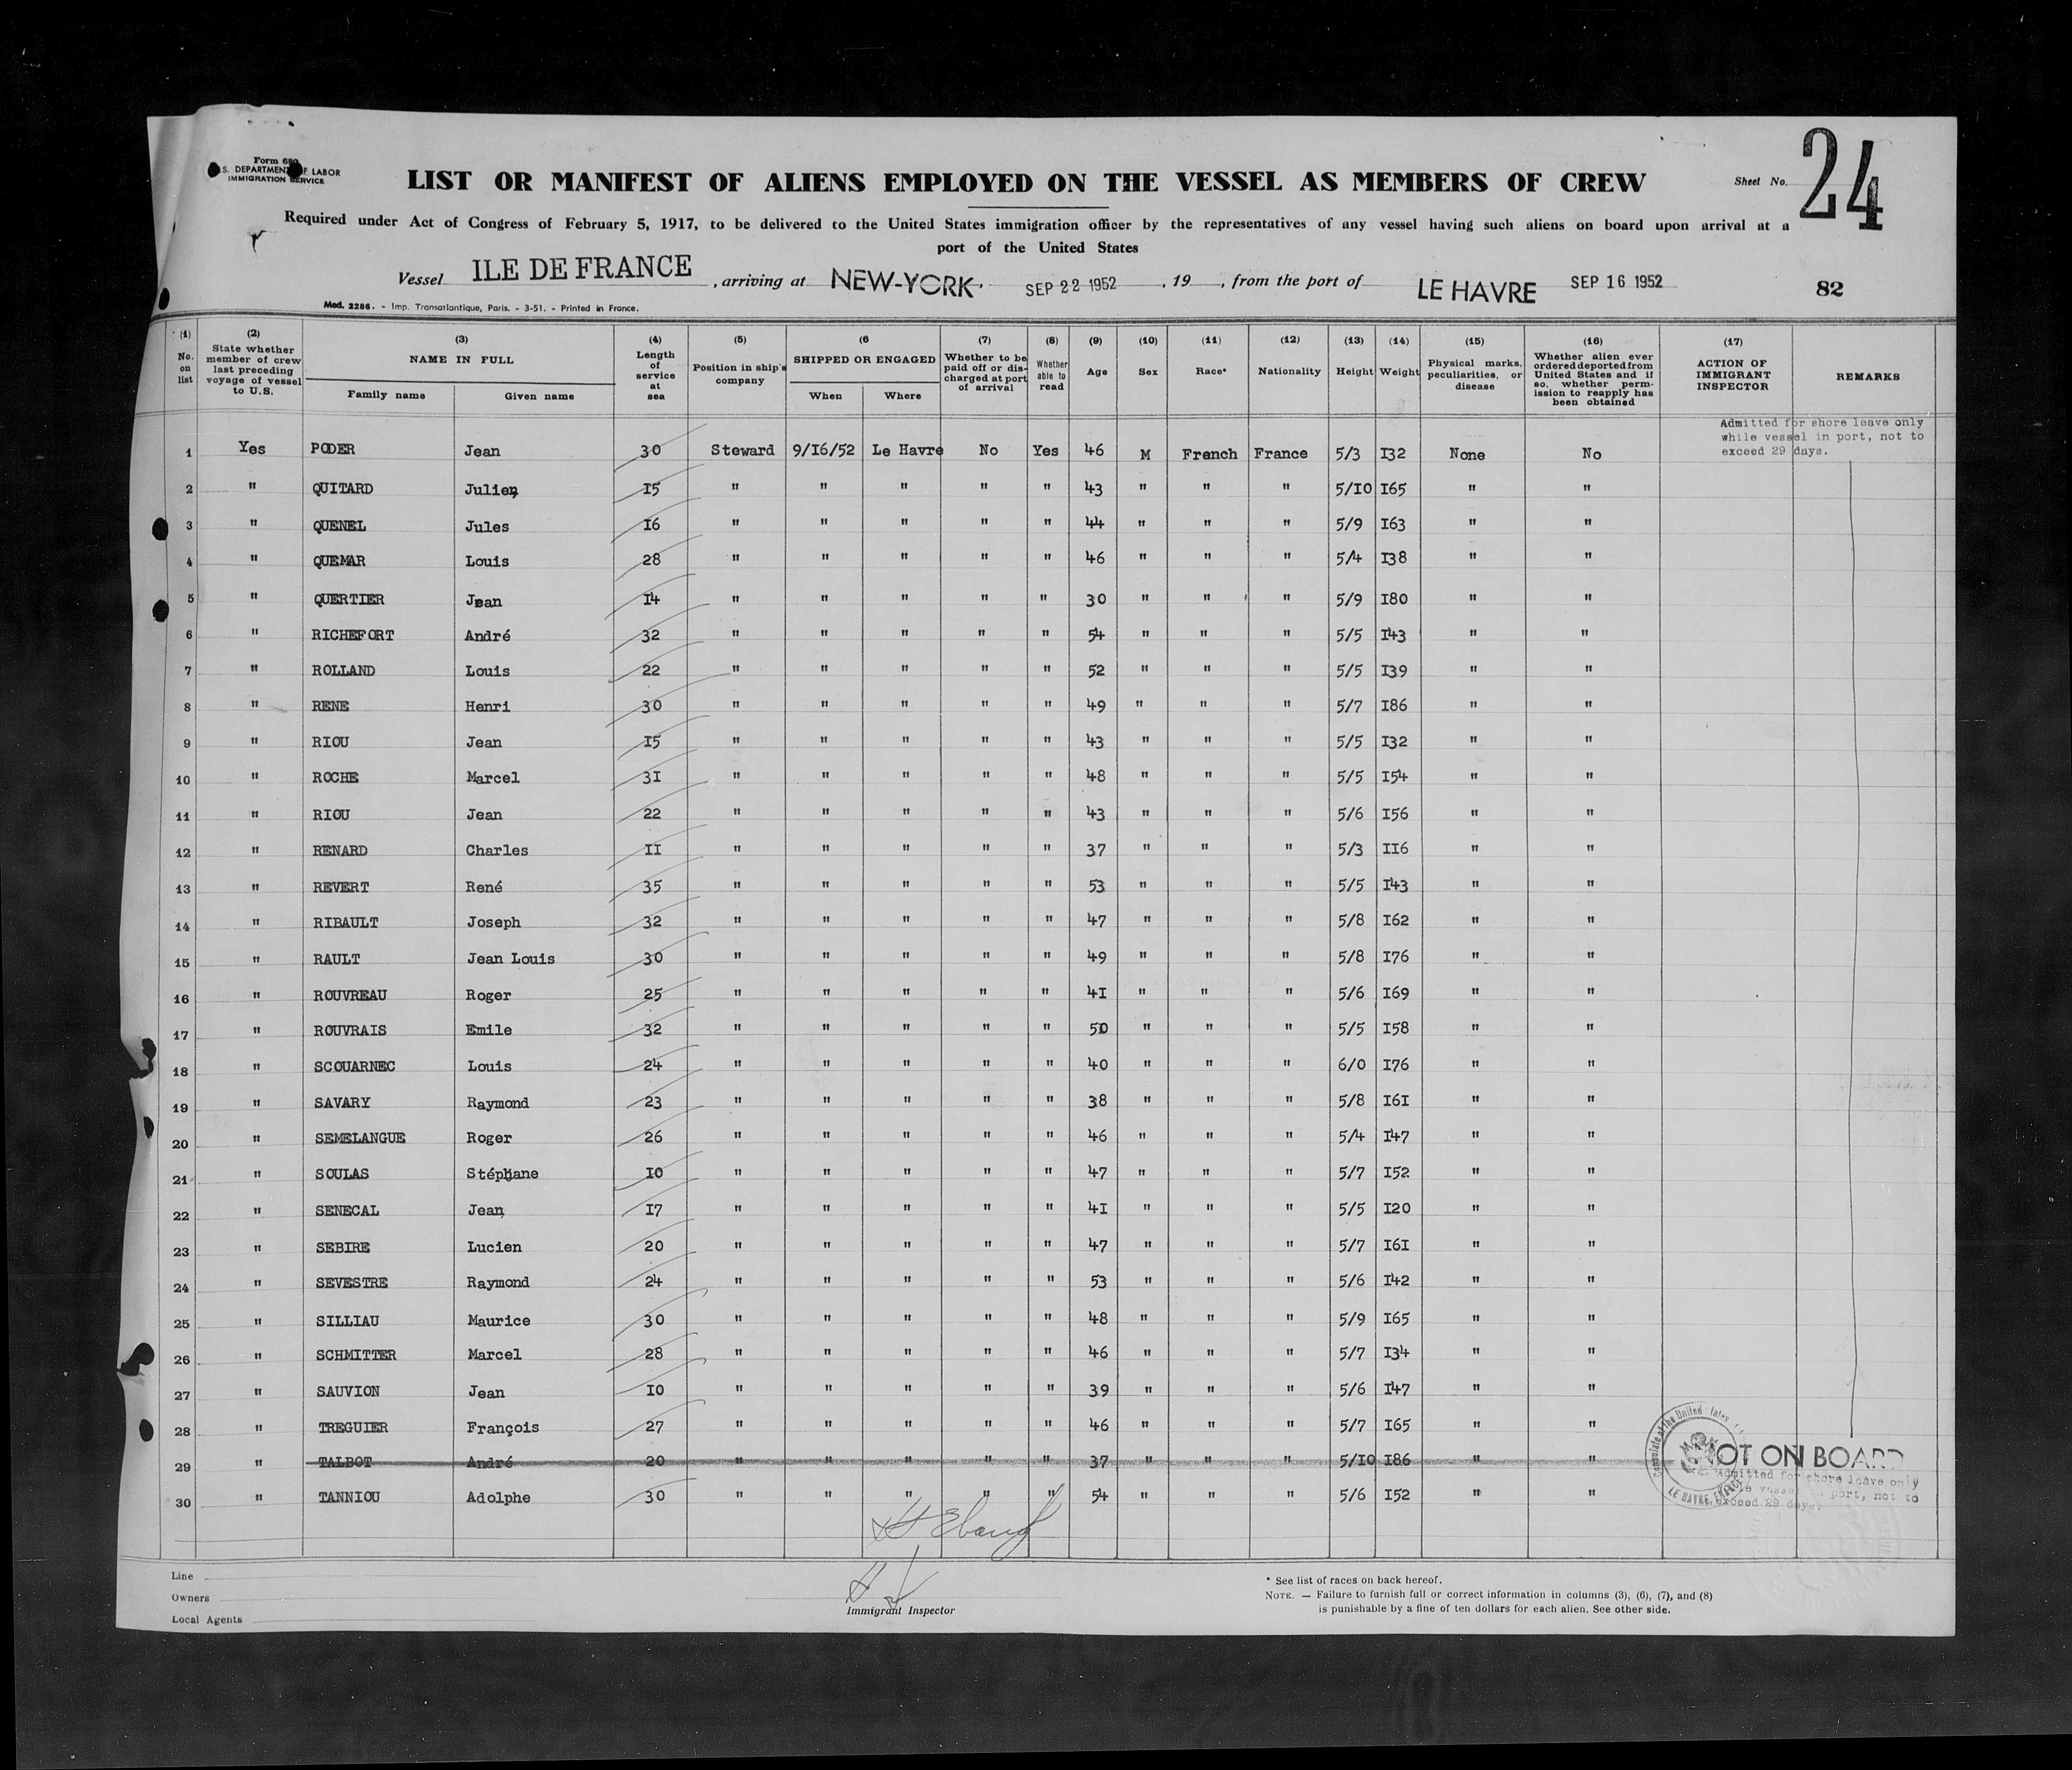 Form 680
U.S. DEPARTMENT OF LABOR
IMMIGRATION SERVICE
LIST OR MANIFEST OF ALIENS EMPLOYED ON THE VESSEL AS MEMBERS OF CREW
Sheet No. 24
Required under Act of Congress of February 5, 1917, to be delivered to the United States immigration officer by the representatives of any vessel having such aliens on board upon arrival at a
port of the United States
Vessel ILE DE FRANCE, arriving at NEW-YORK, SEP 22 1952, 19 , from the port of LE HAVRE SEP 16 1952 82
Mod. 2286. - Imp. Transatlantique, Paris. - 3-51. - Printed in France.
(1) No. on list (2) State whether member of crew last preceding voyage of vessel to U.S. (3) NAME IN FULL Family name Given name (4) Length of service at sea (5) Position in ship's company (6 SHIPPED OR ENGAGED When Where (7) Whether to be paid off or discharged at port of arrival (8) Whether able to read (9) Age (10) Sex (11) Race* (12) Nationality (13) Height (14) Weight (15) Physical marks, peculiarities, or disease (16) Whether alien ever ordered deported from United States and if so, whether permission to reapply has been obtained (17) ACTION OF IMMIGRANT INSPECTOR REMARKS
Admitted for shore leave only
while vessel in port, not to
exceed 29 days.
1 Yes PODER Jean 30 Steward 9/16/52 Le Havre No Yes 46 M French France 5/3 132 None No
2 " QUITARD Julien 15 " " " " " 43 " " " 5/10 165 " "
3 " QUENEL Jules 16 " " " " " 44 " " " 5/9 163 " "
4 " QUEMAR Louis 28 " " " " " 46 " " " 5/4 138 " "
5 " QUERTIER Jean 14 " " " " " 30 " " " 5/9 180 " "
6 " RICHEFORT André 32 " " " " " 54 " " " 5/5 143 " "
7 " ROLLAND Louis 22 " " " " " 52 " " " 5/5 139 " "
8 " RENE Henri 30 " " " " " 49 " " " 5/7 186 " "
9 " RIOU Jean 15 " " " " " 43 " " " 5/5 132 " "
10 " ROCHE Marcel 31 " " " " " 48 " " " 5/5 154 " "
11 " RIOU Jean 22 " " " " " 43 " " " 5/6 156 " "
12 " RENARD Charles 11 " " " " " 37 " " " 5/3 116 " "
13 " REVERT René 35 " " " " " 53 " " " 5/5 143 " "
14 " RIBAULT Joseph 32 " " " " " 47 " " " 5/8 162 " "
15 " RAULT Jean Louis 30 " " " " " 49 " " " 5/8 176 " "
16 " ROUVREAU Roger 25 " " " " " 41 " " " 5/6 169 " "
17 " ROUVRAIS Emile 32 " " " " " 50 " " " 5/5 158 " "
18 " SCOUARNEC Louis 24 " " " " " 40 " " " 6/0 176 " "
19 " SAVARY Raymond 23 " " " " " 38 " " " 5/8 161 " "
20 " SEMELANGUE Roger 26 " " " " " 46 " " " 5/4 147 " "
21 " SOULAS Stéphane 10 " " " " " 47 " " " 5/7 152 " "
22 " SENECAL Jean 17 " " " " " 41 " " " 5/5 120 " "
23 " SEBIRE Lucien 20 " " " " " 47 " " " 5/7 161 " "
24 " SEVESTRE Raymond 24 " " " " " 53 " " " 5/6 142 " "
25 " SILLIAU Maurice 30 " " " " " 48 " " " 5/9 165 " "
26 " SCHMITTER Marcel 28 " " " " " 46 " " " 5/7 134 " "
27 " SAUVION Jean 10 " " " " " 39 " " " 5/6 147 " "
28 " TREGUIER François 27 " " " " " 46 " " " 5/7 165 " "
29 " TALBOT André 20 " " " " " 37 " " " 5/10 186 " " NOT ON BOARD
30 " TANNIOU Adolphe 30 " " " " " 54 " " " 5/6 152 " "
Admitted for shore leave only
vessel in port, not to
exceed 29 days.
Consulate of the United States
LE HAVRE, FRANCE
Line
Owners
Local Agents
Immigrant Inspector
* See list of races on back hereof.
NOTE. — Failure to furnish full or correct information in columns (3), (6), (7), and (8)
is punishable by a fine of ten dollars for each alien. See other side.